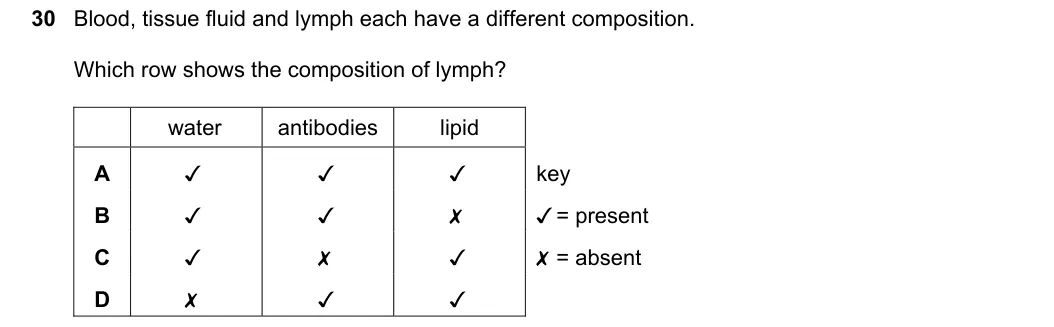 30 Blood, tissue fluid and lymph each have a different composition.
Which row shows the composition of lymph?
water antibodies lipid
A ✓ ✓ ✓ key
B ✓ ✓ ✗ ✓ = present
C ✓ ✗ ✓ ✗ = absent
D ✗ ✓ ✓